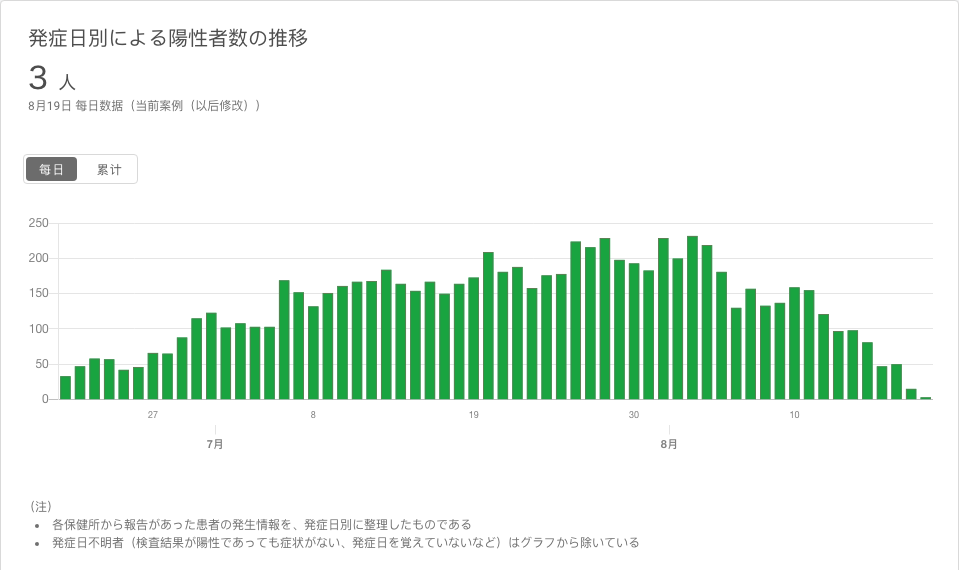 発症日別による陽性者数の推移
3 人
8月19日 每日数据（当前案例（以后修改））
每日 累计
250
200
150
100
50
0
27 8 19 30 10
7月 8月
（注）
• 各保健所から報告があった患者の発生情報を、発症日別に整理したものである
• 発症日不明者（検査結果が陽性であっても症状がない、発症日を覚えていないなど）はグラフから除いている